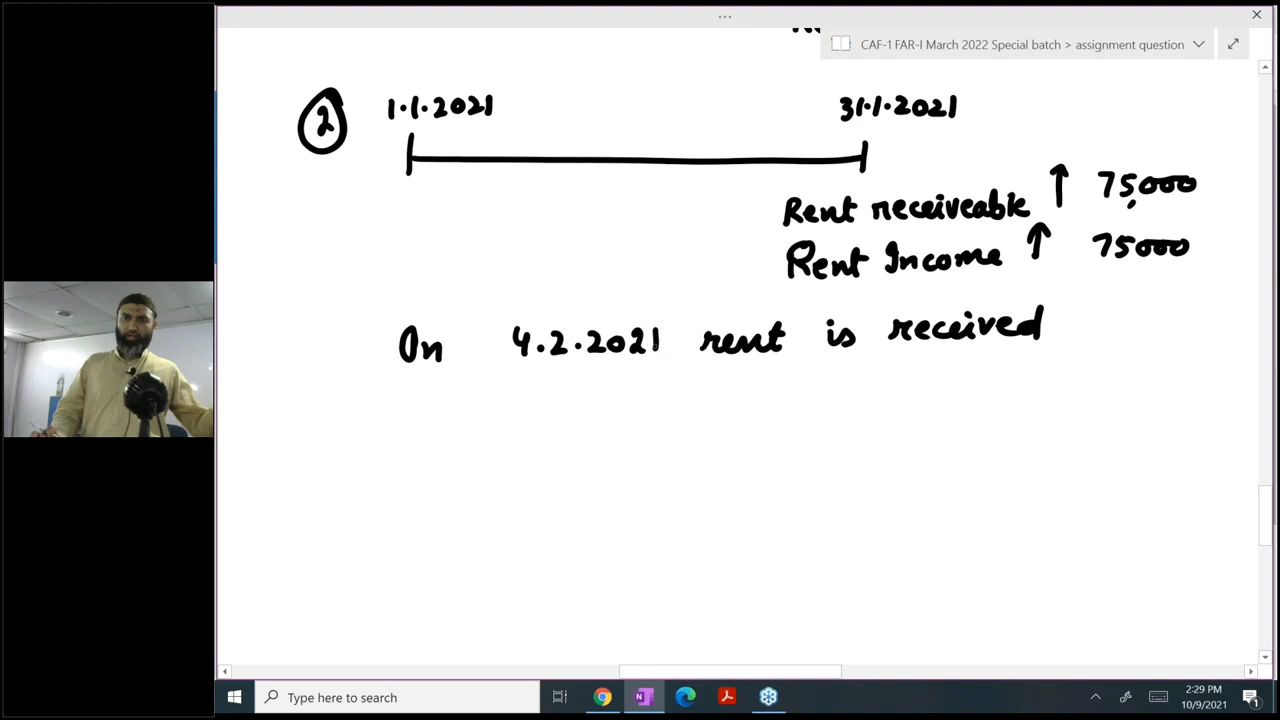 CAF-1 FAR-I March 2022 Special batch > assignment question
2 1.1.2021 31.1.2021
Rent receiveable ↑ 75,000
Rent Income ↑ 75000
On 4.2.2021 rent is received
Type here to search
2:29 PM
10/9/2021
1